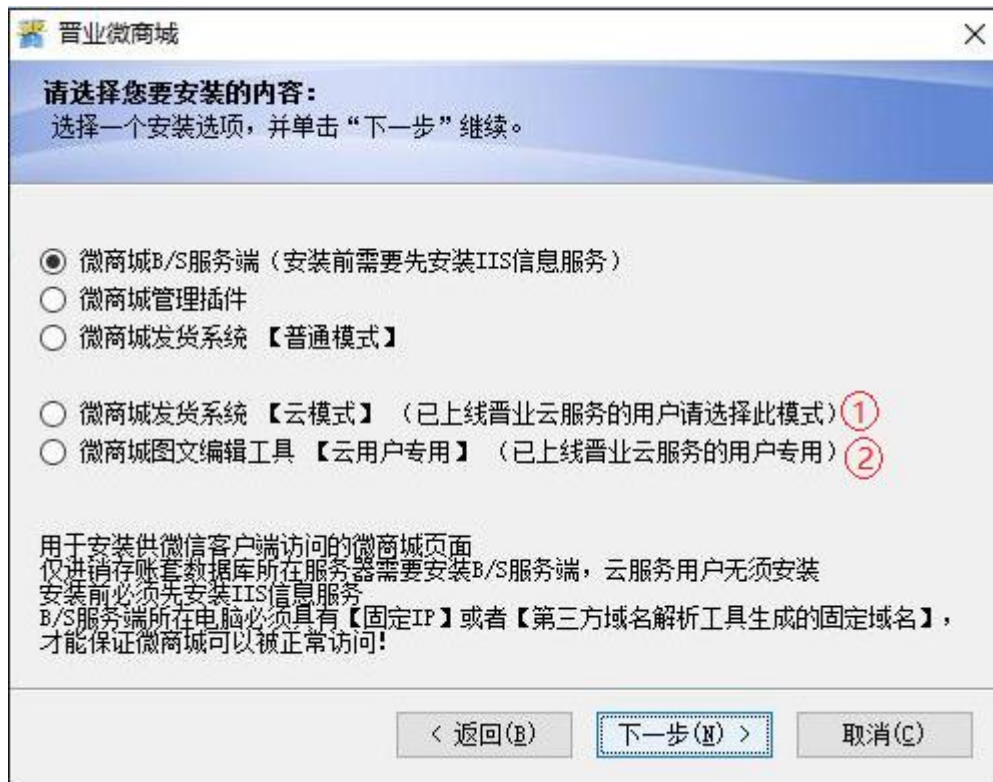 晋业微商城
请选择您要安装的内容：
选择一个安装选项，并单击“下一步”继续。
微商城B/S服务端（安装前需要先安装IIS信息服务）
微商城管理插件
微商城发货系统 【普通模式】
微商城发货系统 【云模式】 （已上线晋业云服务的用户请选择此模式）①
微商城图文编辑工具 【云用户专用】 （已上线晋业云服务的用户专用）②
用于安装供微信客户端访问的微商城页面
仅进销存账套数据库所在服务器需要安装B/S服务端，云服务用户无须安装
安装前必须先安装IIS信息服务
B/S服务端所在电脑必须具有【固定IP】或者【第三方域名解析工具生成的固定域名】，
才能保证微商城可以被正常访问!
< 返回(B) 下一步(N) > 取消(C)